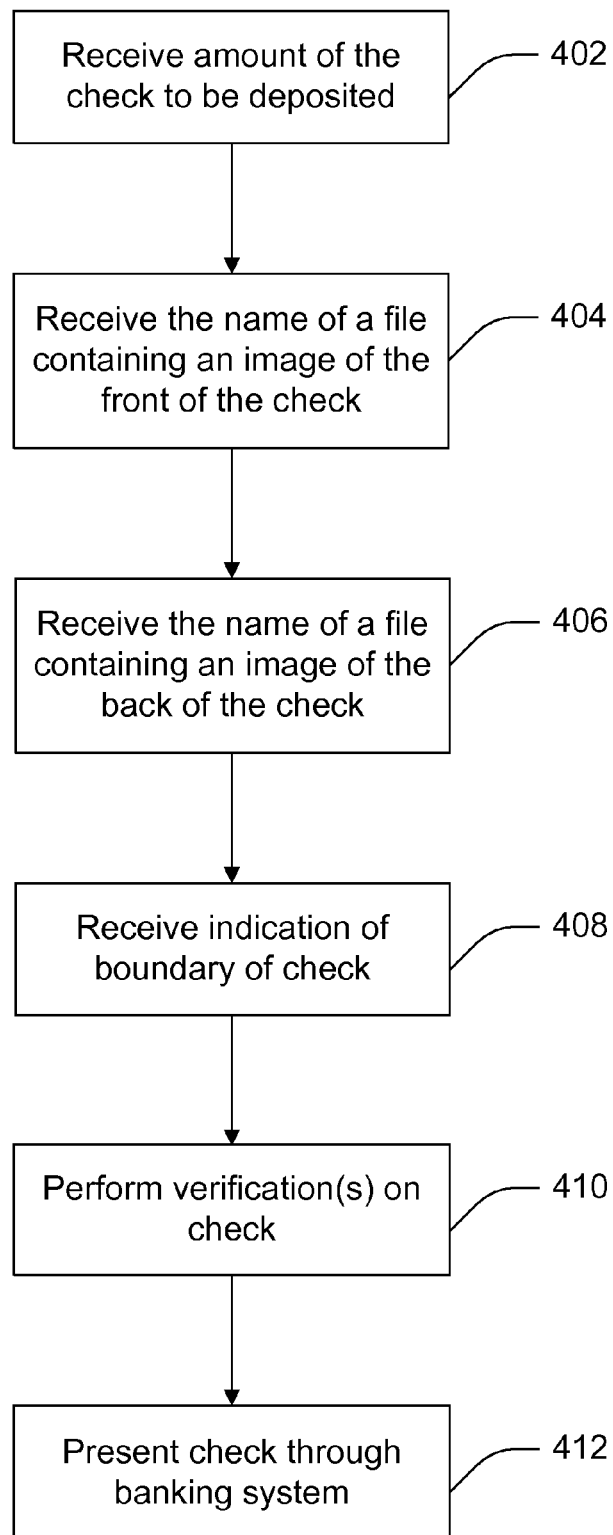 Receive amount of the
check to be deposited
402
Receive the name of a file
containing an image of the
front of the check
404
Receive the name of a file
containing an image of the
back of the check
406
Receive indication of
boundary of check
408
Perform verification(s) on
check
410
Present check through
banking system
412